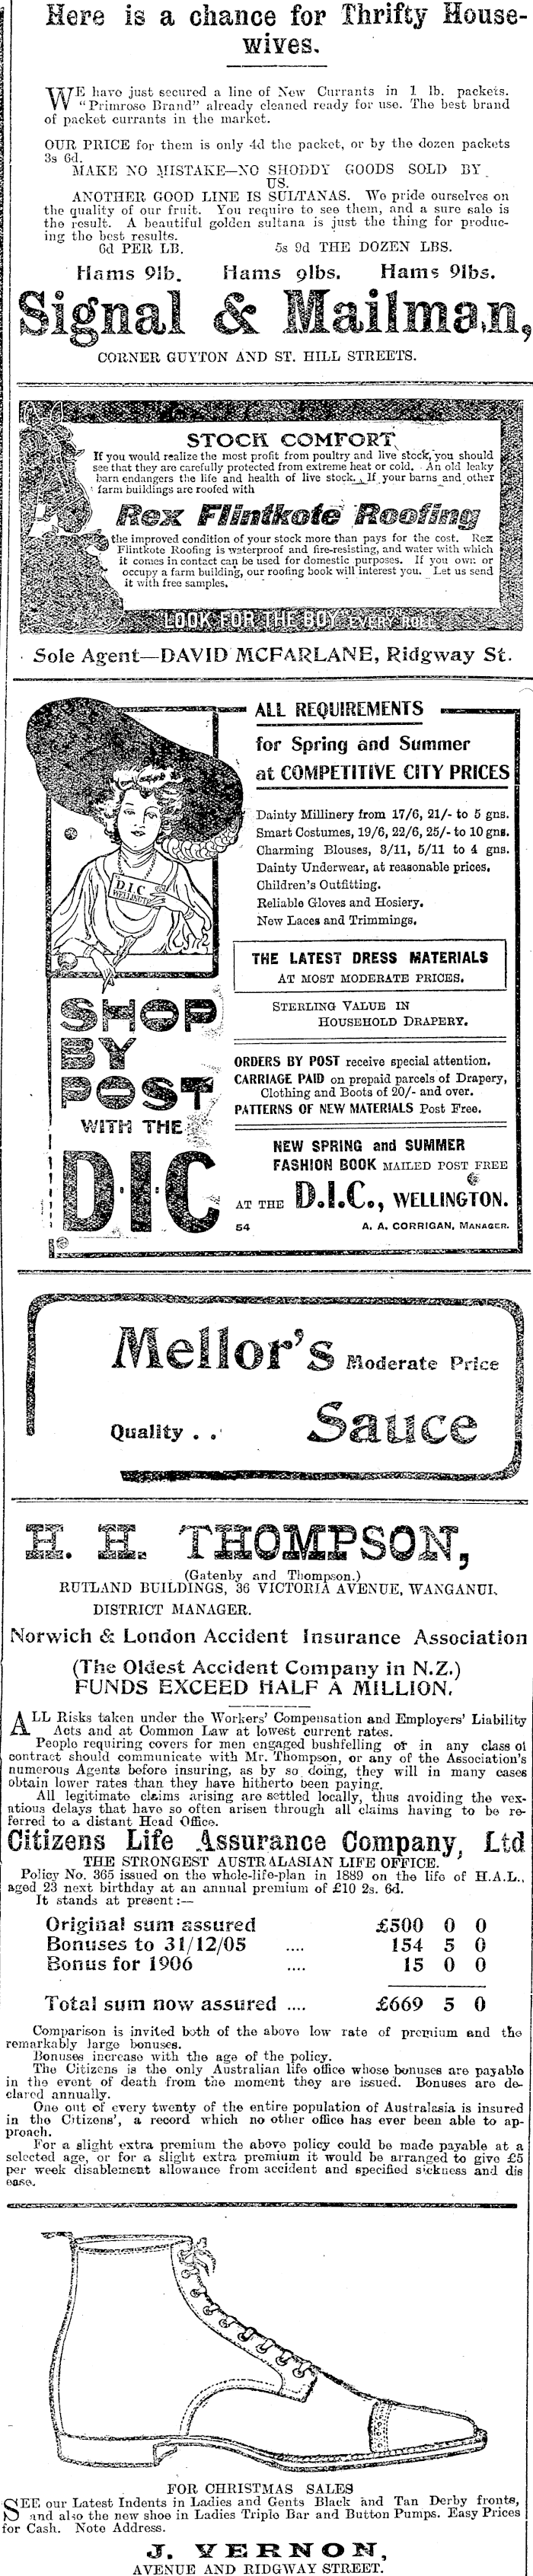 Here is a chance for Thrifty House-
wives.
WE have just secured a line of New Currants in 1 lb. packets.
"Primrose Brand" already cleaned ready for use. The best brand
of packet currants in the market.
OUR PRICE for them is only 4d the packet, or by the dozen packets
3s 6d.
MAKE NO MISTAKE—NO SHODDY GOODS SOLD BY
US.
ANOTHER GOOD LINE IS SULTANAS. We pride ourselves on
the quality of our fruit. You require to see them, and a sure sale is
the result. A beautiful golden sultana is just the thing for produc-
ing the best results.
6d PER LB. 5s 9d THE DOZEN LBS.
Hams 9lb. Hams 9lbs. Hams 9lbs.
Signal & Mailman,
CORNER GUYTON AND ST. HILL STREETS.
STOCK COMFORT
If you would realize the most profit from poultry and live stock, you should
see that they are carefully protected from extreme heat or cold. An old leaky
barn endangers the life and health of live stock. If your barns and other
farm buildings are roofed with
Rex Flintkote Roofing
the improved condition of your stock more than pays for the cost. Rex
Flintkote Roofing is waterproof and fire-resisting, and water with which
it comes in contact can be used for domestic purposes. If you own or
occupy a farm building, our roofing book will interest you. Let us send
it with free samples.
LOOK FOR THE BOY ON EVERY ROLL
Sole Agent—DAVID MCFARLANE, Ridgway St.
ALL REQUIREMENTS
for Spring and Summer
at COMPETITIVE CITY PRICES
D.I.C
WELLINGTON
Dainty Millinery from 17/6, 21/- to 5 gns.
Smart Costumes, 19/6, 22/6, 25/- to 10 gns.
Charming Blouses, 3/11, 5/11 to 4 gns.
Dainty Underwear, at reasonable prices.
Children's Outfitting.
Reliable Gloves and Hosiery.
New Laces and Trimmings.
THE LATEST DRESS MATERIALS
AT MOST MODERATE PRICES.
STERLING VALUE IN
HOUSEHOLD DRAPERY.
ORDERS BY POST receive special attention.
CARRIAGE PAID on prepaid parcels of Drapery,
Clothing and Boots of 20/- and over.
PATTERNS OF NEW MATERIALS Post Free.
NEW SPRING and SUMMER
FASHION BOOK MAILED POST FREE
AT THE D.I.C., WELLINGTON.
54 A. A. CORRIGAN, MANAGER.
SHOP
BY
POST
WITH THE
D.I.C
Mellor's Moderate Price
Quality . . Sauce
H. H. THOMPSON,
(Gatenby and Thompson.)
RUTLAND BUILDINGS, 36 VICTORIA AVENUE, WANGANUI,
DISTRICT MANAGER.
Norwich & London Accident Insurance Association
(The Oldest Accident Company in N.Z.)
FUNDS EXCEED HALF A MILLION.
ALL Risks taken under the Workers' Compensation and Employers' Liability
Acts and at Common Law at lowest current rates.
People requiring covers for men engaged bushfelling or in any class of
contract should communicate with Mr. Thompson, or any of the Association's
numerous Agents before insuring, as by so doing, they will in many cases
obtain lower rates than they have hitherto been paying.
All legitimate claims arising are settled locally, thus avoiding the vex-
atious delays that have so often arisen through all claims having to be re-
ferred to a distant Head Office.
Citizens Life Assurance Company, Ltd
THE STRONGEST AUSTRALASIAN LIFE OFFICE.
Policy No. 365 issued on the whole-life-plan in 1889 on the life of H.A.L.,
aged 23 next birthday at an annual premium of £10 2s. 6d.
It stands at present:—
Original sum assured £500 0 0
Bonuses to 31/12/05 .... 154 5 0
Bonus for 1906 .... 15 0 0
Total sum now assured .... £669 5 0
Comparison is invited both of the above low rate of premium and the
remarkably large bonuses.
Bonuses increase with the age of the policy.
The Citizens is the only Australian life office whose bonuses are payable
in the event of death from the moment they are issued. Bonuses are de-
clared annually.
One out of every twenty of the entire population of Australasia is insured
in the Citizens', a record which no other office has ever been able to ap-
proach.
For a slight extra premium the above policy could be made payable at a
selected age, or for a slight extra premium it would be arranged to give £5
per week disablement allowance from accident and specified sickness and dis
ease.
FOR CHRISTMAS SALES
SEE our Latest Indents in Ladies and Gents Black and Tan Derby fronts,
and also the new shoe in Ladies Triple Bar and Button Pumps. Easy Prices
for Cash. Note Address.
J. VERNON,
AVENUE AND RIDGWAY STREET.